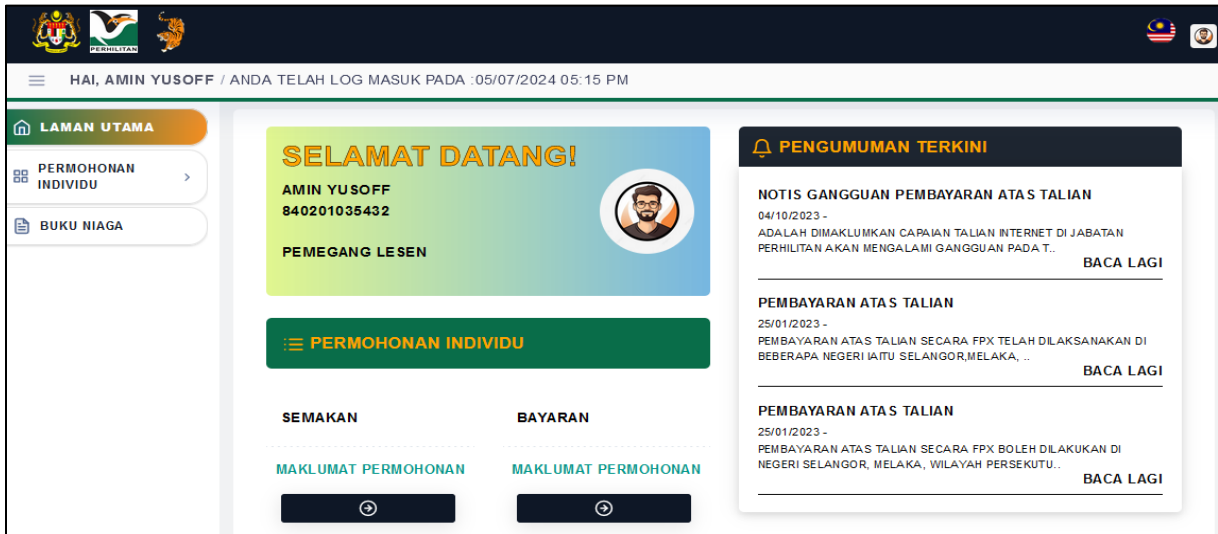 PERHILITAN
HAI, AMIN YUSOFF / ANDA TELAH LOG MASUK PADA :05/07/2024 05:15 PM
LAMAN UTAMA
PERMOHONAN
INDIVIDU
BUKU NIAGA
SELAMAT DATANG!
AMIN YUSOFF
840201035432
PEMEGANG LESEN
PERMOHONAN INDIVIDU
SEMAKAN
MAKLUMAT PERMOHONAN
BAYARAN
MAKLUMAT PERMOHONAN
PENGUMUMAN TERKINI
NOTIS GANGGUAN PEMBAYARAN ATAS TALIAN
04/10/2023 -
ADALAH DIMAKLUMKAN CAPAIAN TALIAN INTERNET DI JABATAN
PERHILITAN AKAN MENGALAMI GANGGUAN PADA T..
BACA LAGI
PEMBAYARAN ATAS TALIAN
25/01/2023 -
PEMBAYARAN ATAS TALIAN SECARA FPX TELAH DILAKSANAKAN DI
BEBERAPA NEGERI IAITU SELANGOR,MELAKA, ..
BACA LAGI
PEMBAYARAN ATAS TALIAN
25/01/2023 -
PEMBAYARAN ATAS TALIAN SECARA FPX BOLEH DILAKUKAN DI
NEGERI SELANGOR, MELAKA, WILAYAH PERSEKUTU..
BACA LAGI